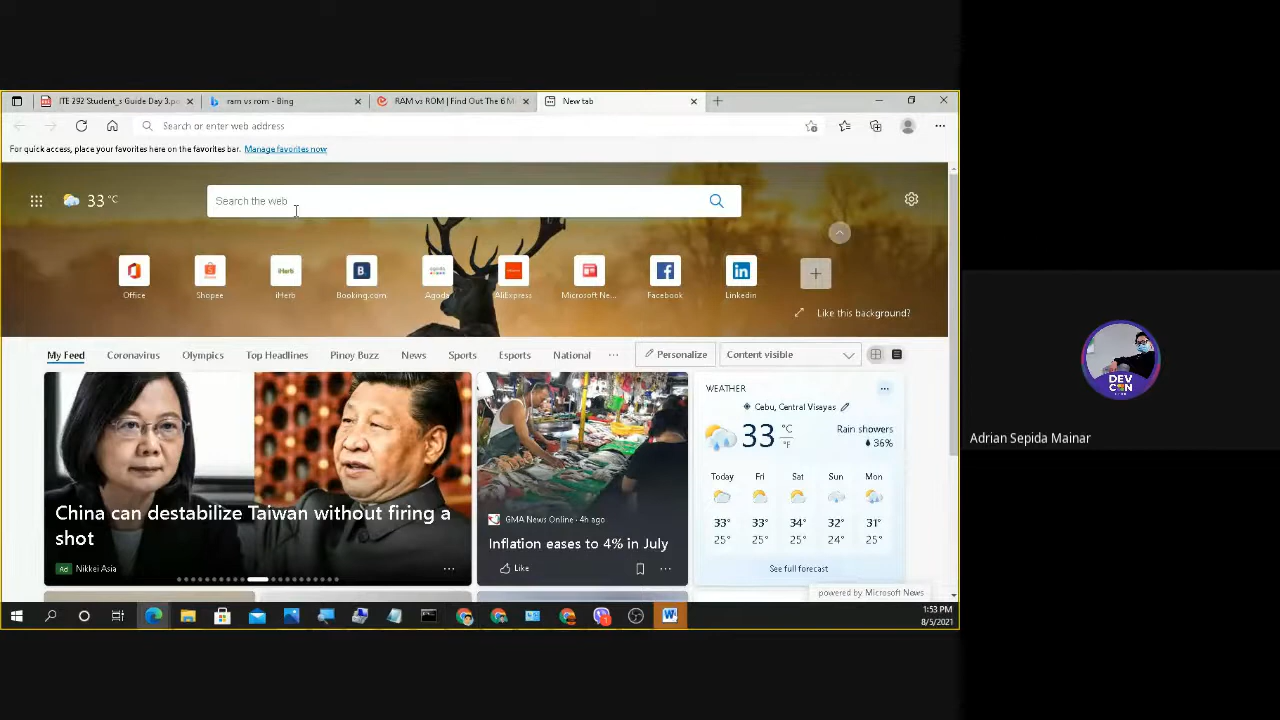 ITE 292 Student_s Guide Day 3.p
ram vs rom - Bing
RAM vs ROM | Find Out The 6 M
New tab
Search or enter web address
For quick access, place your favorites here on the favorites bar. Manage favorites now
33 °C
Search the web
Office
Shopee
iHerb
Booking.com
Agoda
AliExpress
Microsoft Ne...
Facebook
Linkedin
Like this background?
My Feed
Coronavirus
Olympics
Top Headlines
Pinoy Buzz
News
Sports
Esports
National
Personalize
Content visible
China can destabilize Taiwan without firing a
shot
Ad Nikkei Asia
GMA News Online · 4h ago
Inflation eases to 4% in July
Like
WEATHER
Cebu, Central Visayas
33 °C
°F
Rain showers
36%
Today Fri Sat Sun Mon
33° 33° 34° 32° 31°
25° 25° 25° 24° 25°
See full forecast
powered by Microsoft News
1:53 PM
8/5/2021
DEV
CON
Adrian Sepida Mainar